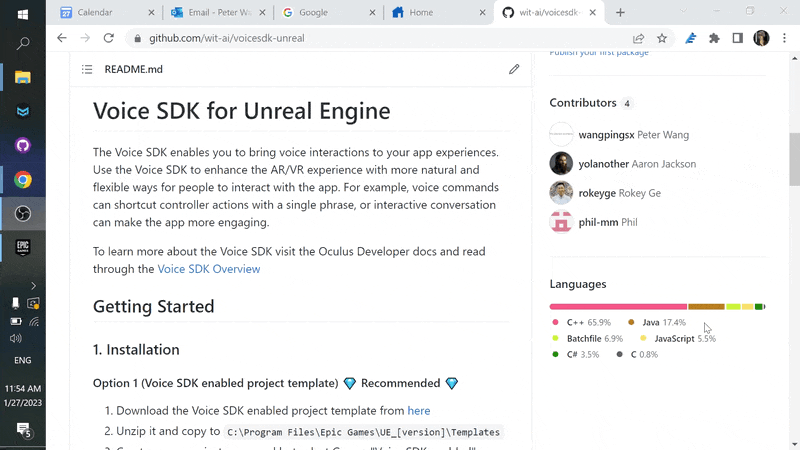 Calendar
Email - Peter Wa
Google
Home
wit-ai/voicesdk-unreal
github.com/wit-ai/voicesdk-unreal
README.md
Voice SDK for Unreal Engine
The Voice SDK enables you to bring voice interactions to your app experiences.
Use the Voice SDK to enhance the AR/VR experience with more natural and
flexible ways for people to interact with the app. For example, voice commands
can shortcut controller actions with a single phrase, or interactive conversation
can make the app more engaging.
To learn more about the Voice SDK visit the Oculus Developer docs and read
through the Voice SDK Overview
Getting Started
1. Installation
Option 1 (Voice SDK enabled project template) 💎 Recommended 💎
1. Download the Voice SDK enabled project template from here
2. Unzip it and copy to C:\Program Files\Epic Games\UE_[version]\Templates
Publish your first package
Contributors 4
wangpingsx Peter Wang
yolanother Aaron Jackson
rokeyge Rokey Ge
phil-mm Phil
Languages
C++ 65.9% Java 17.4%
Batchfile 6.9% JavaScript 5.5%
C# 3.5% C 0.8%
EPIC
GAMES
ENG
11:54 AM
1/27/2023
5